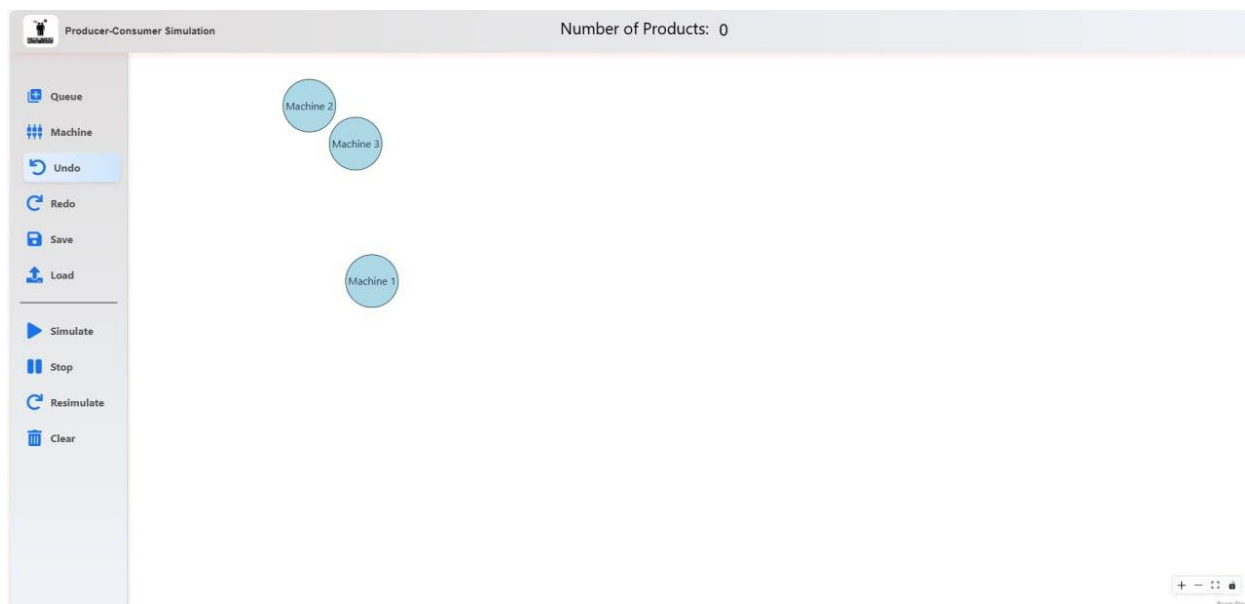 Producer-Consumer Simulation
Number of Products: 0
Queue
Machine
Undo
Redo
Save
Load
Simulate
Stop
Resimulate
Clear
Machine 2
Machine 3
Machine 1